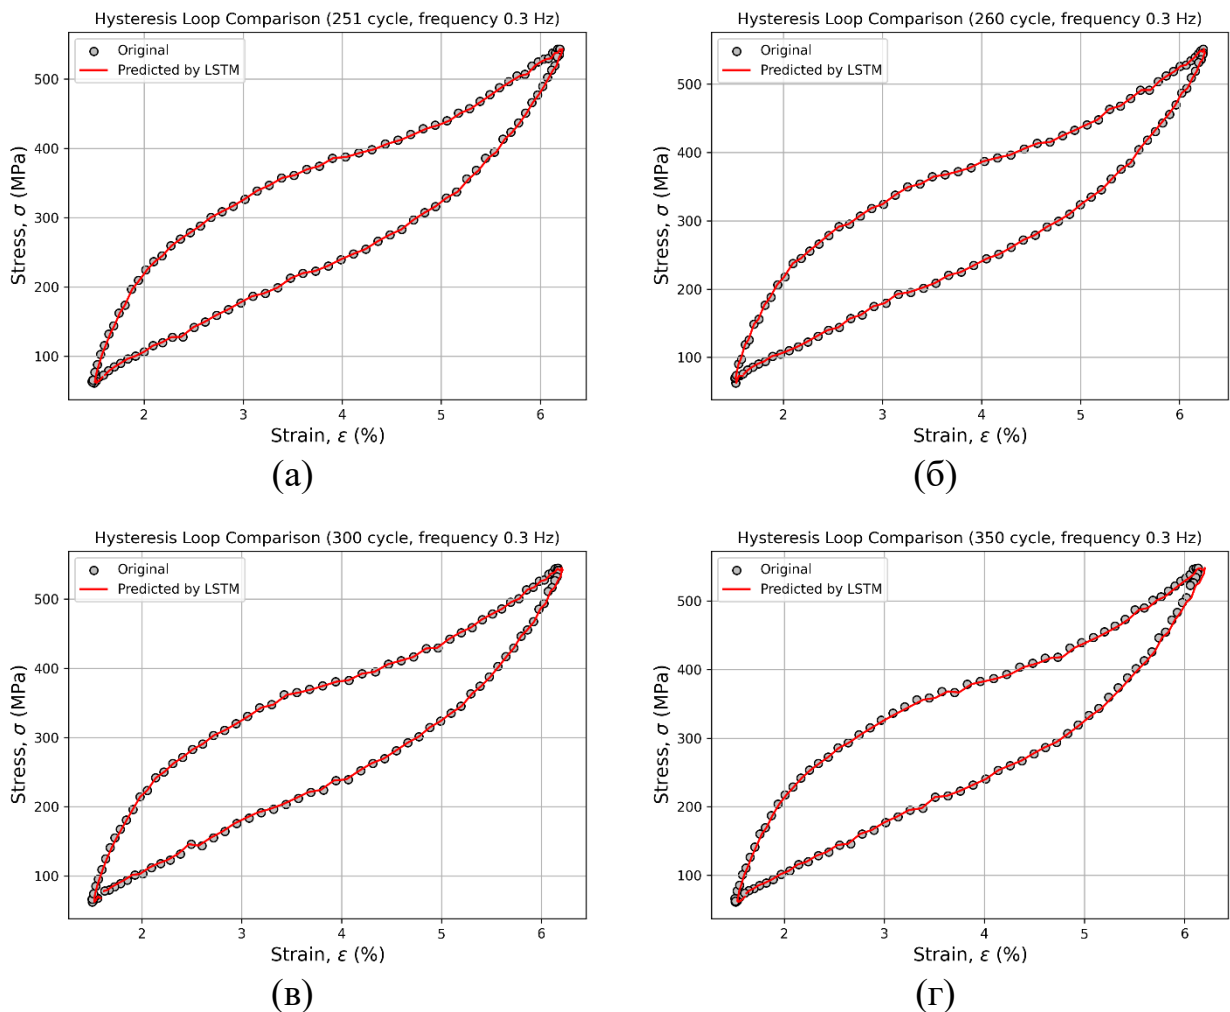 Hysteresis Loop Comparison (251 cycle, frequency 0.3 Hz)
Original
Predicted by LSTM
Stress, σ (MPa)
500
400
300
200
100
2 3 4 5 6
Strain, ε (%)
(а)
Hysteresis Loop Comparison (260 cycle, frequency 0.3 Hz)
Original
Predicted by LSTM
Stress, σ (MPa)
500
400
300
200
100
2 3 4 5 6
Strain, ε (%)
(б)
Hysteresis Loop Comparison (300 cycle, frequency 0.3 Hz)
Original
Predicted by LSTM
Stress, σ (MPa)
500
400
300
200
100
2 3 4 5 6
Strain, ε (%)
(в)
Hysteresis Loop Comparison (350 cycle, frequency 0.3 Hz)
Original
Predicted by LSTM
Stress, σ (MPa)
500
400
300
200
100
2 3 4 5 6
Strain, ε (%)
(г)